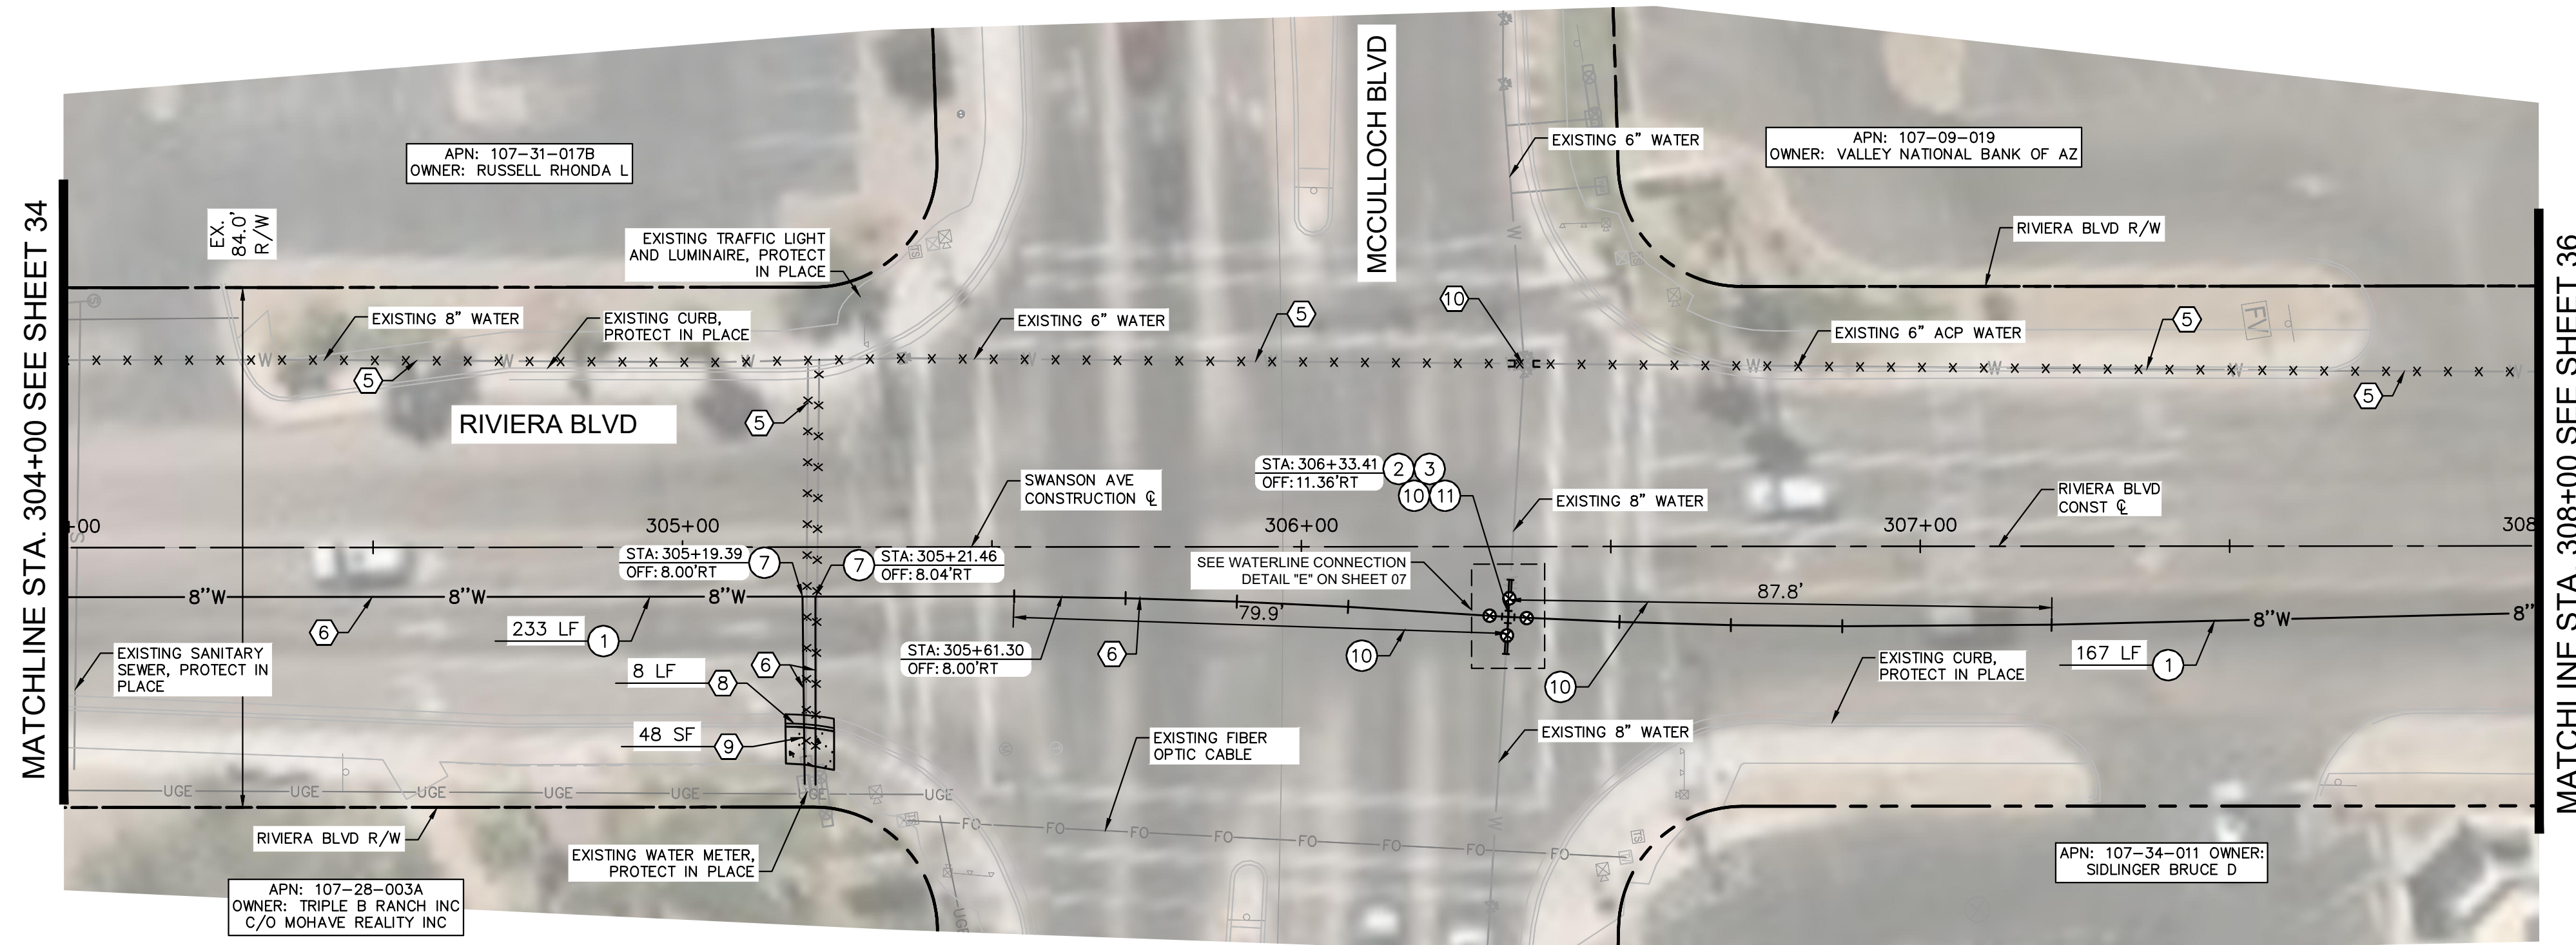 MATCHLINE STA. 304+00 SEE SHEET 34
APN: 107-31-017B
OWNER: RUSSELL RHONDA L
EX.
84.0'
R/W
EXISTING TRAFFIC LIGHT
AND LUMINAIRE, PROTECT
IN PLACE
MCCULLOCH BLVD
EXISTING 6" WATER
APN: 107-09-019
OWNER: VALLEY NATIONAL BANK OF AZ
RIVIERA BLVD R/W
MATCHLINE STA. 308+00 SEE SHEET 36
EXISTING 8" WATER
EXISTING CURB,
PROTECT IN PLACE
EXISTING 6" WATER
5
10
EXISTING 6" ACP WATER
5
FV
W
W
W
W
W
W
W
5
5
5
RIVIERA BLVD
STA: 306+33.41
OFF: 11.36'RT
2
3
10
11
SWANSON AVE
CONSTRUCTION ℄
EXISTING 8" WATER
RIVIERA BLVD
CONST ℄
+00
305+00
306+00
307+00
308
S
S
STA: 305+19.39
OFF: 8.00'RT
7
7
STA: 305+21.46
OFF: 8.04'RT
SEE WATERLINE CONNECTION
DETAIL "E" ON SHEET 07
8"W
8"W
8"W
79.9'
87.8'
8"W
8"
6
233 LF
1
STA: 305+61.30
OFF: 8.00'RT
6
10
10
167 LF
1
EXISTING SANITARY
SEWER, PROTECT IN
PLACE
8 LF
8
6
48 SF
9
EXISTING CURB,
PROTECT IN PLACE
EXISTING FIBER
OPTIC CABLE
EXISTING 8" WATER
UGE
UGE
UGE
UGE
UGE
UGE
UGE
FO
FO
FO
FO
FO
FO
FO
FO
W
RIVIERA BLVD R/W
EXISTING WATER METER,
PROTECT IN PLACE
APN: 107-28-003A
OWNER: TRIPLE B RANCH INC
C/O MOHAVE REALITY INC
UGE
APN: 107-34-011 OWNER:
SIDLINGER BRUCE D